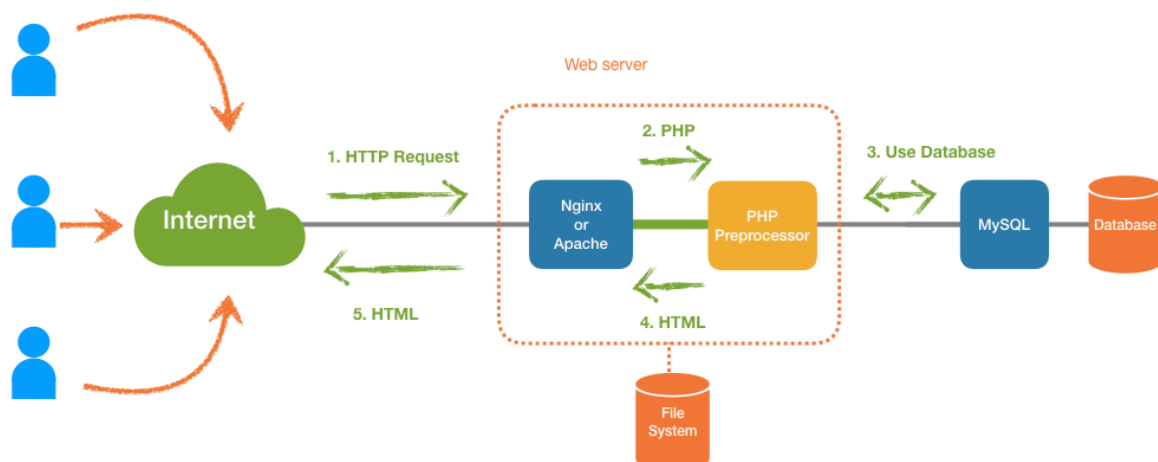 Web server
1. HTTP Request
2. PHP
3. Use Database
Internet
Nginx
or
Apache
PHP
Preprocessor
MySQL
Database
5. HTML
4. HTML
File
System